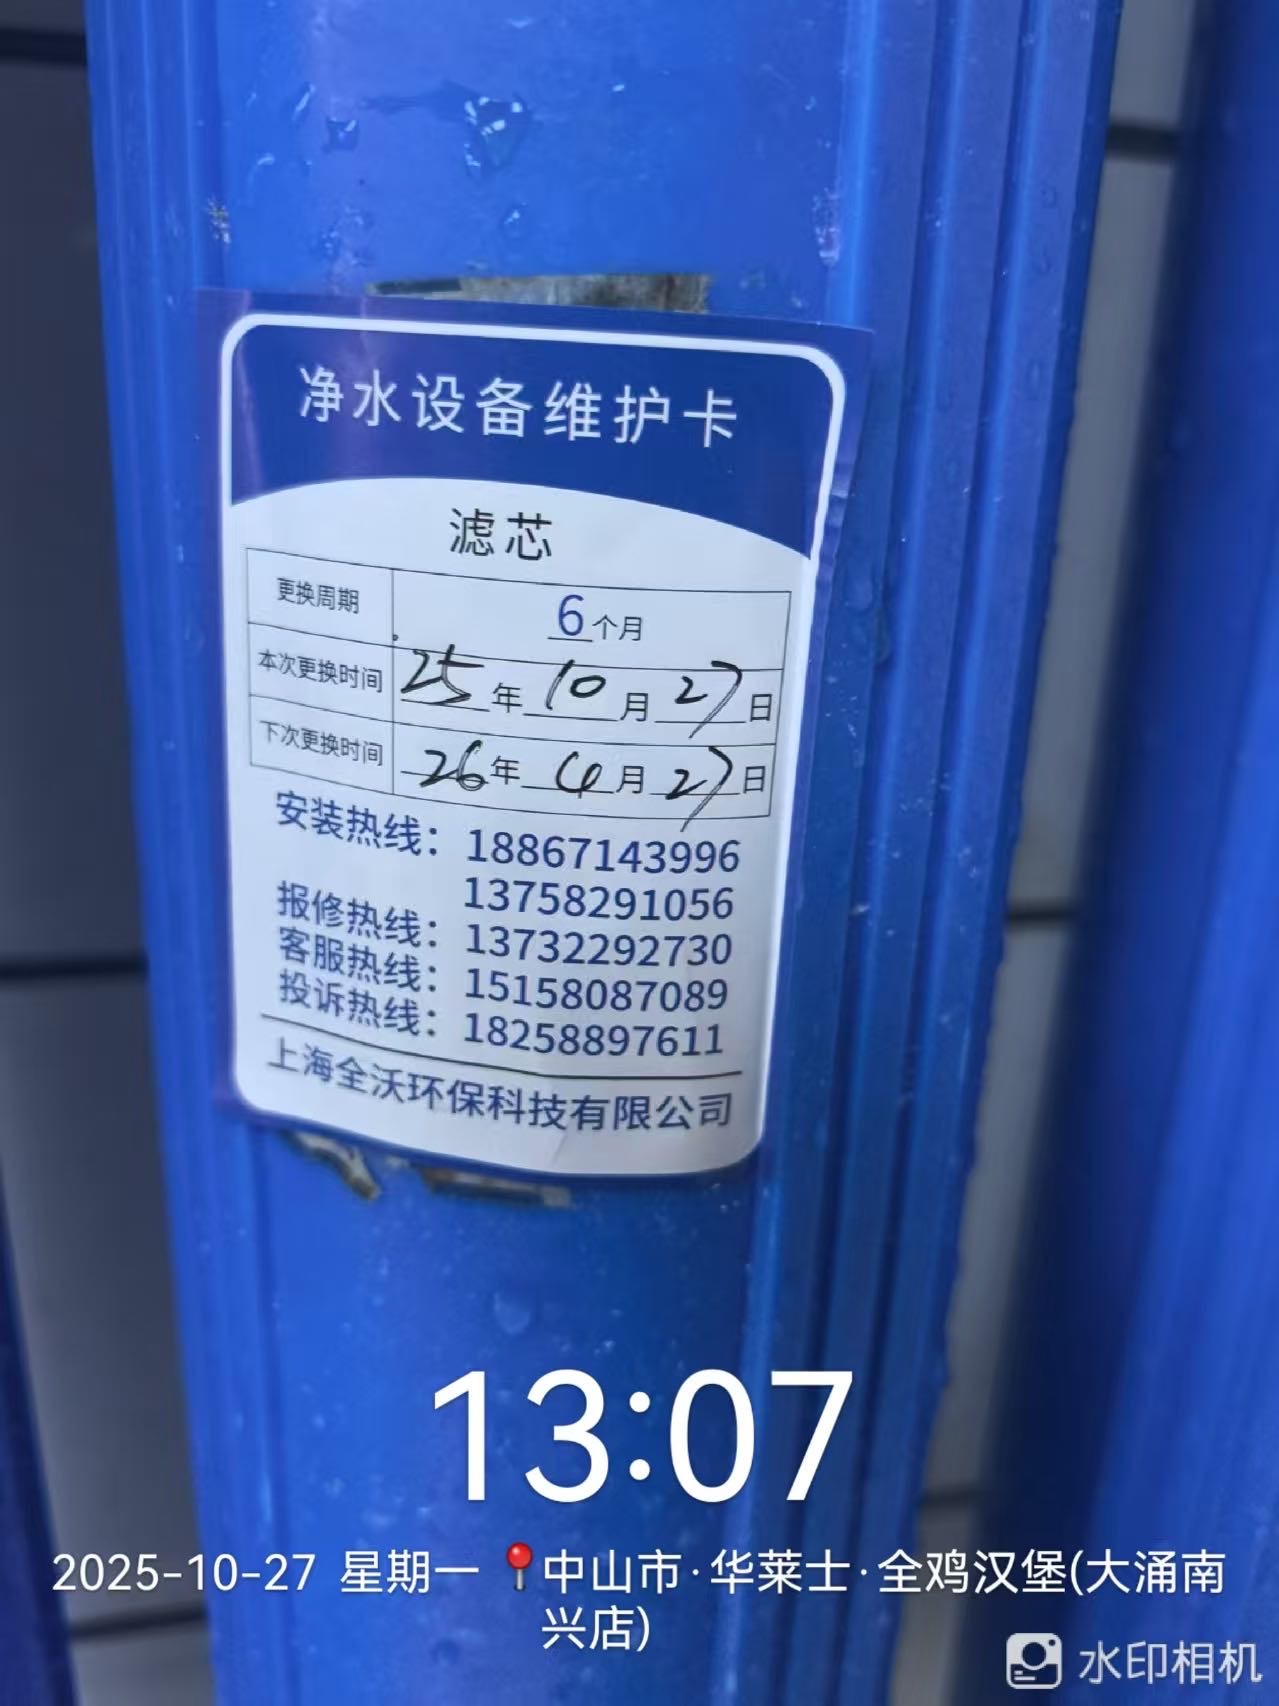 净水设备维护卡
滤芯
更换周期 6个月
本次更换时间 25年10月27日
下次更换时间 26年4月27日
安装热线：18867143996
13758291056
报修热线：13732292730
客服热线：15158087089
投诉热线：18258897611
上海全沃环保科技有限公司
13:07
2025-10-27 星期一 📍中山市·华莱士·全鸡汉堡(大涌南
兴店)
水印相机